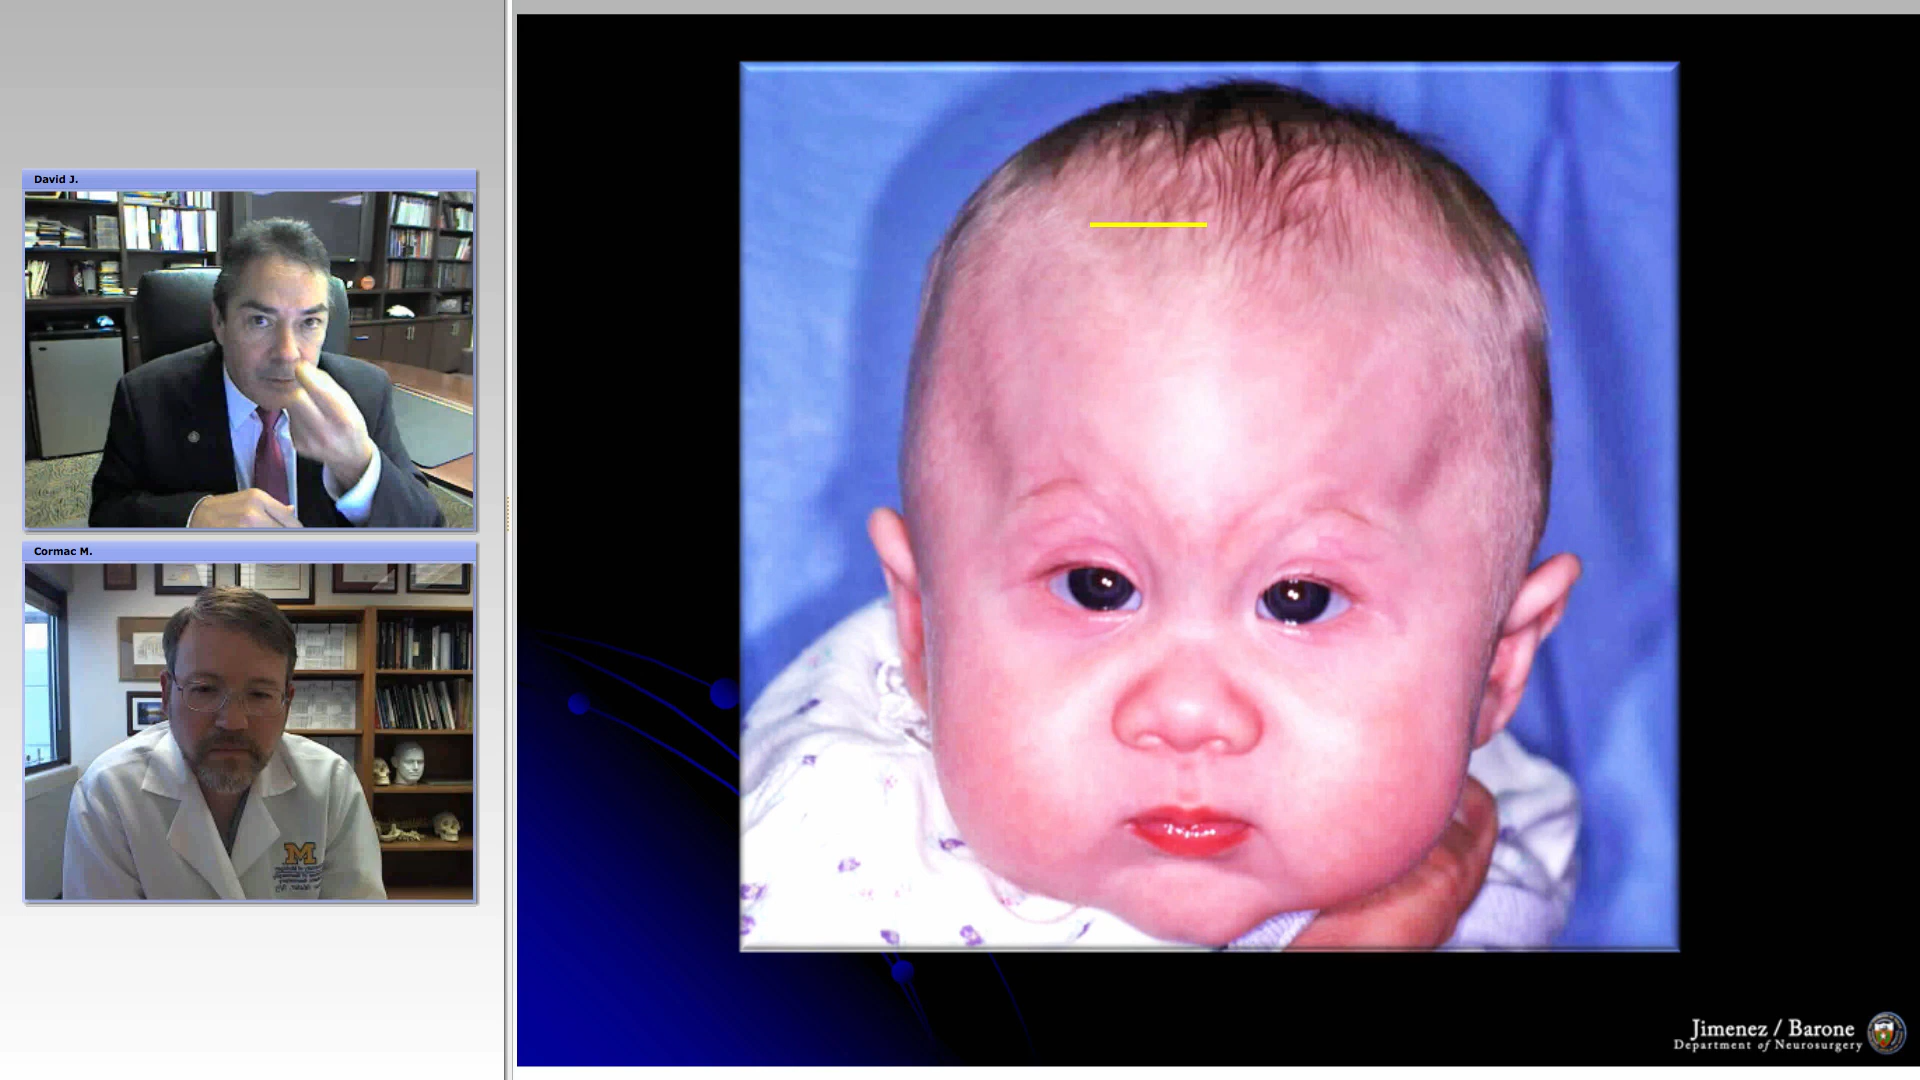 David J.
Cormac M.
M
Jimenez / Barone
Department of Neurosurgery